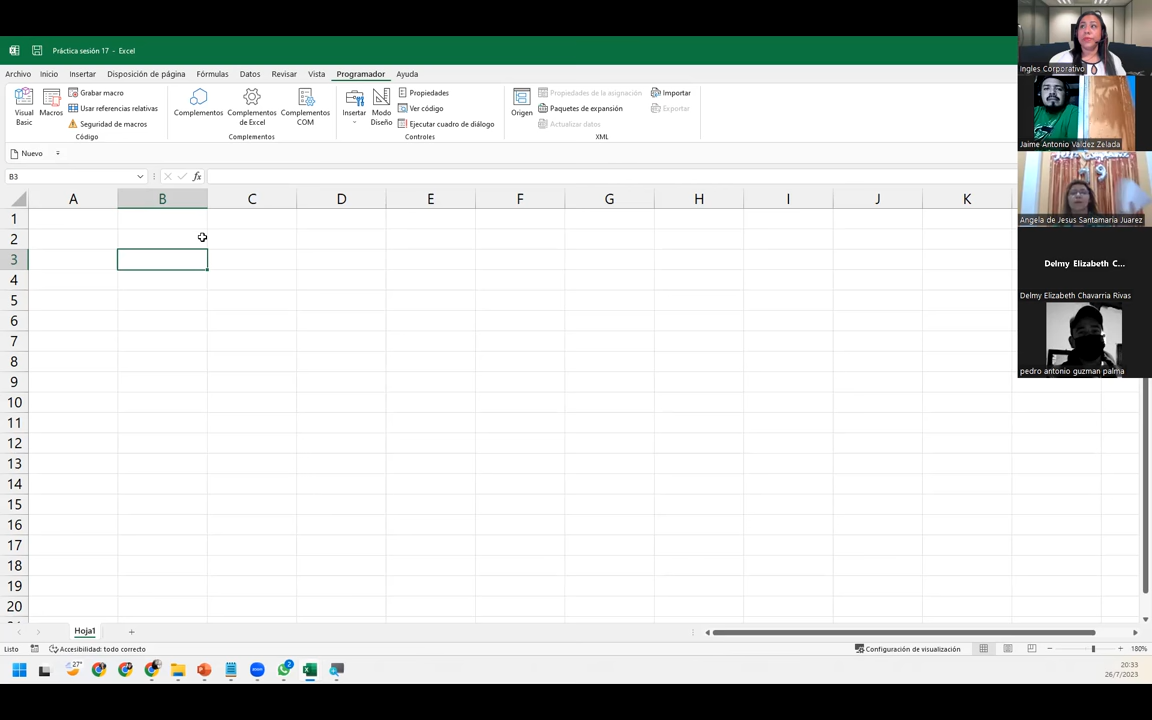 Práctica sesión 17 - Excel
Archivo Inicio Insertar Disposición de página Fórmulas Datos Revisar Vista Programador Ayuda
Visual Basic
Macros
Grabar macro
Usar referencias relativas
Seguridad de macros
Código
Complementos
Complementos de Excel
Complementos COM
Complementos
Insertar
Modo Diseño
Propiedades
Ver código
Ejecutar cuadro de diálogo
Controles
Origen
Propiedades de la asignación
Paquetes de expansión
Actualizar datos
Importar
Exportar
XML
Nuevo
B3
fx
A B C D E F G H I J K
1
2
3
4
5
6
7
8
9
10
11
12
13
14
15
16
17
18
19
20
Hoja1
Listo
Accesibilidad: todo correcto
Configuración de visualización
180%
27°
zoom
2
20:33
26/7/2023
Ingles Corporativo
Jaime Antonio Valdez Zelada
Angela de Jesus Santamaria Juarez
Delmy Elizabeth C...
Delmy Elizabeth Chavarria Rivas
pedro antonio guzman palma